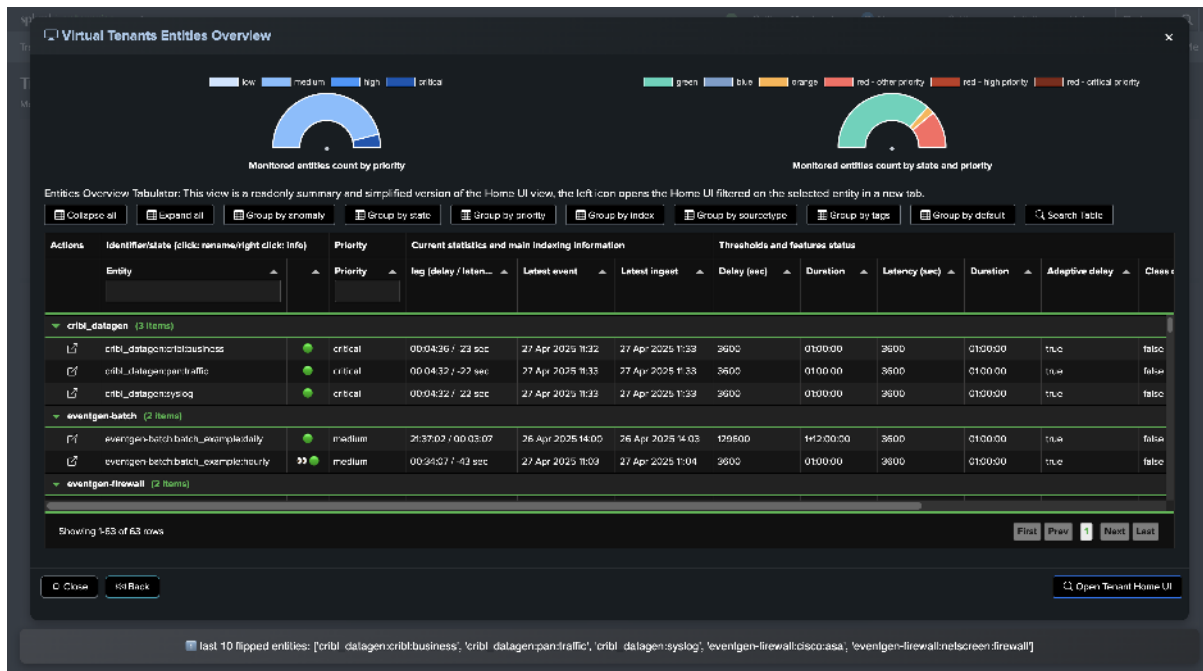 Virtual Tenants Entities Overview
×
low medium high critical
green blue orange red - other priority red - high priority red - critical priority
Monitored entities count by priority
Monitored entities count by state and priority
Entities Overview Tabulator: This view is a readonly summary and simplified version of the Home UI view, the left icon opens the Home UI filtered on the selected entity in a new tab.
Collapse all Expand all Group by anomaly Group by state Group by priority Group by index Group by sourcetype Group by tags Group by default Search Table
Actions Identifier/state (click: rename/right click: info) Priority Current statistics and main indexing information Thresholds and features status
Entity Priority lag (delay / laten... Latest event Latest ingest Delay (sec) Duration Latency (sec) Duration Adaptive delay Class
cribl_datagen (3 items)
cribl_datagen:cribl:business critical 00:04:36 / -23 sec 27 Apr 2025 11:32 27 Apr 2025 11:33 3600 01:00:00 3600 01:00:00 true false
cribl_datagen:pan:traffic critical 00:04:32 / -22 sec 27 Apr 2025 11:33 27 Apr 2025 11:33 3600 01:00:00 3600 01:00:00 true false
cribl_datagen:syslog critical 00:04:32 / -22 sec 27 Apr 2025 11:33 27 Apr 2025 11:33 3600 01:00:00 3600 01:00:00 true false
eventgen-batch (2 items)
eventgen-batch:batch_example:daily medium 21:37:02 / 00:03:07 26 Apr 2025 14:00 26 Apr 2025 14:03 129600 1+12:00:00 3600 01:00:00 true false
eventgen-batch:batch_example:hourly medium 00:34:07 / -43 sec 27 Apr 2025 11:03 27 Apr 2025 11:04 3600 01:00:00 3600 01:00:00 true false
eventgen-firewall (2 items)
Showing 1-63 of 63 rows
First Prev 1 Next Last
Close Back Open Tenant Home UI
last 10 flipped entities: ['cribl_datagen:cribl:business', 'cribl_datagen:pan:traffic', 'cribl_datagen:syslog', 'eventgen-firewall:cisco:asa', 'eventgen-firewall:netscreen:firewall']